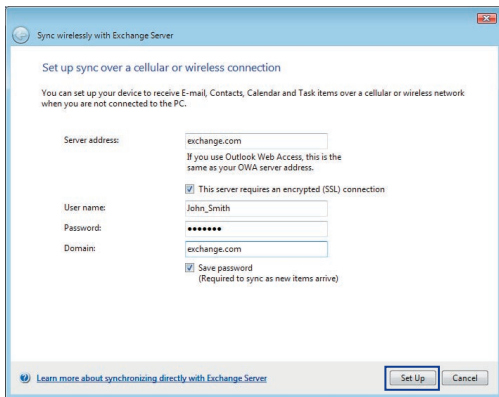 Sync wirelessly with Exchange Server
Set up sync over a cellular or wireless connection
You can set up your device to receive E-mail, Contacts, Calendar and Task items over a cellular or wireless network
when you are not connected to the PC.
Server address: exchange.com
If you use Outlook Web Access, this is the
same as your OWA server address.
This server requires an encrypted (SSL) connection
User name: John_Smith
Password: •••••••
Domain: exchange.com
Save password
(Required to sync as new items arrive)
Learn more about synchronizing directly with Exchange Server Set Up Cancel